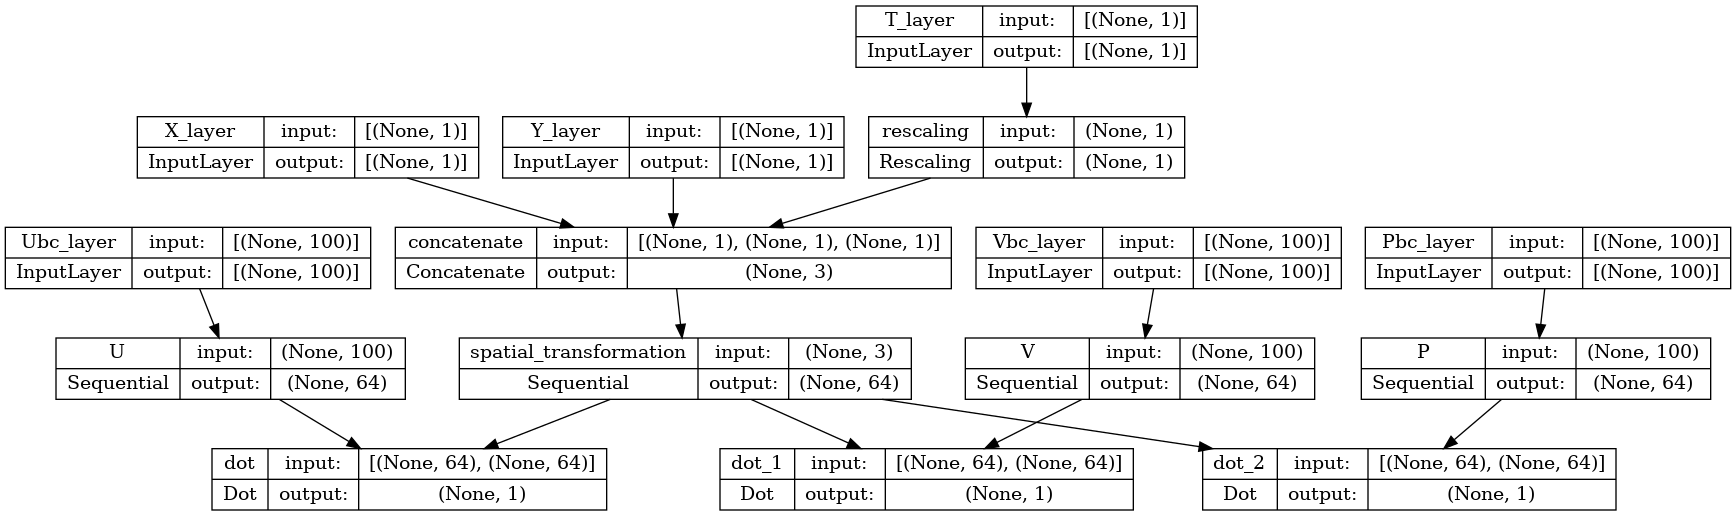 T_layer input: [(None, 1)]
InputLayer output: [(None, 1)]
X_layer input: [(None, 1)]
InputLayer output: [(None, 1)]
Y_layer input: [(None, 1)]
InputLayer output: [(None, 1)]
rescaling input: (None, 1)
Rescaling output: (None, 1)
Ubc_layer input: [(None, 100)]
InputLayer output: [(None, 100)]
concatenate input: [(None, 1), (None, 1), (None, 1)]
Concatenate output: (None, 3)
Vbc_layer input: [(None, 100)]
InputLayer output: [(None, 100)]
Pbc_layer input: [(None, 100)]
InputLayer output: [(None, 100)]
U input: (None, 100)
Sequential output: (None, 64)
spatial_transformation input: (None, 3)
Sequential output: (None, 64)
V input: (None, 100)
Sequential output: (None, 64)
P input: (None, 100)
Sequential output: (None, 64)
dot input: [(None, 64), (None, 64)]
Dot output: (None, 1)
dot_1 input: [(None, 64), (None, 64)]
Dot output: (None, 1)
dot_2 input: [(None, 64), (None, 64)]
Dot output: (None, 1)